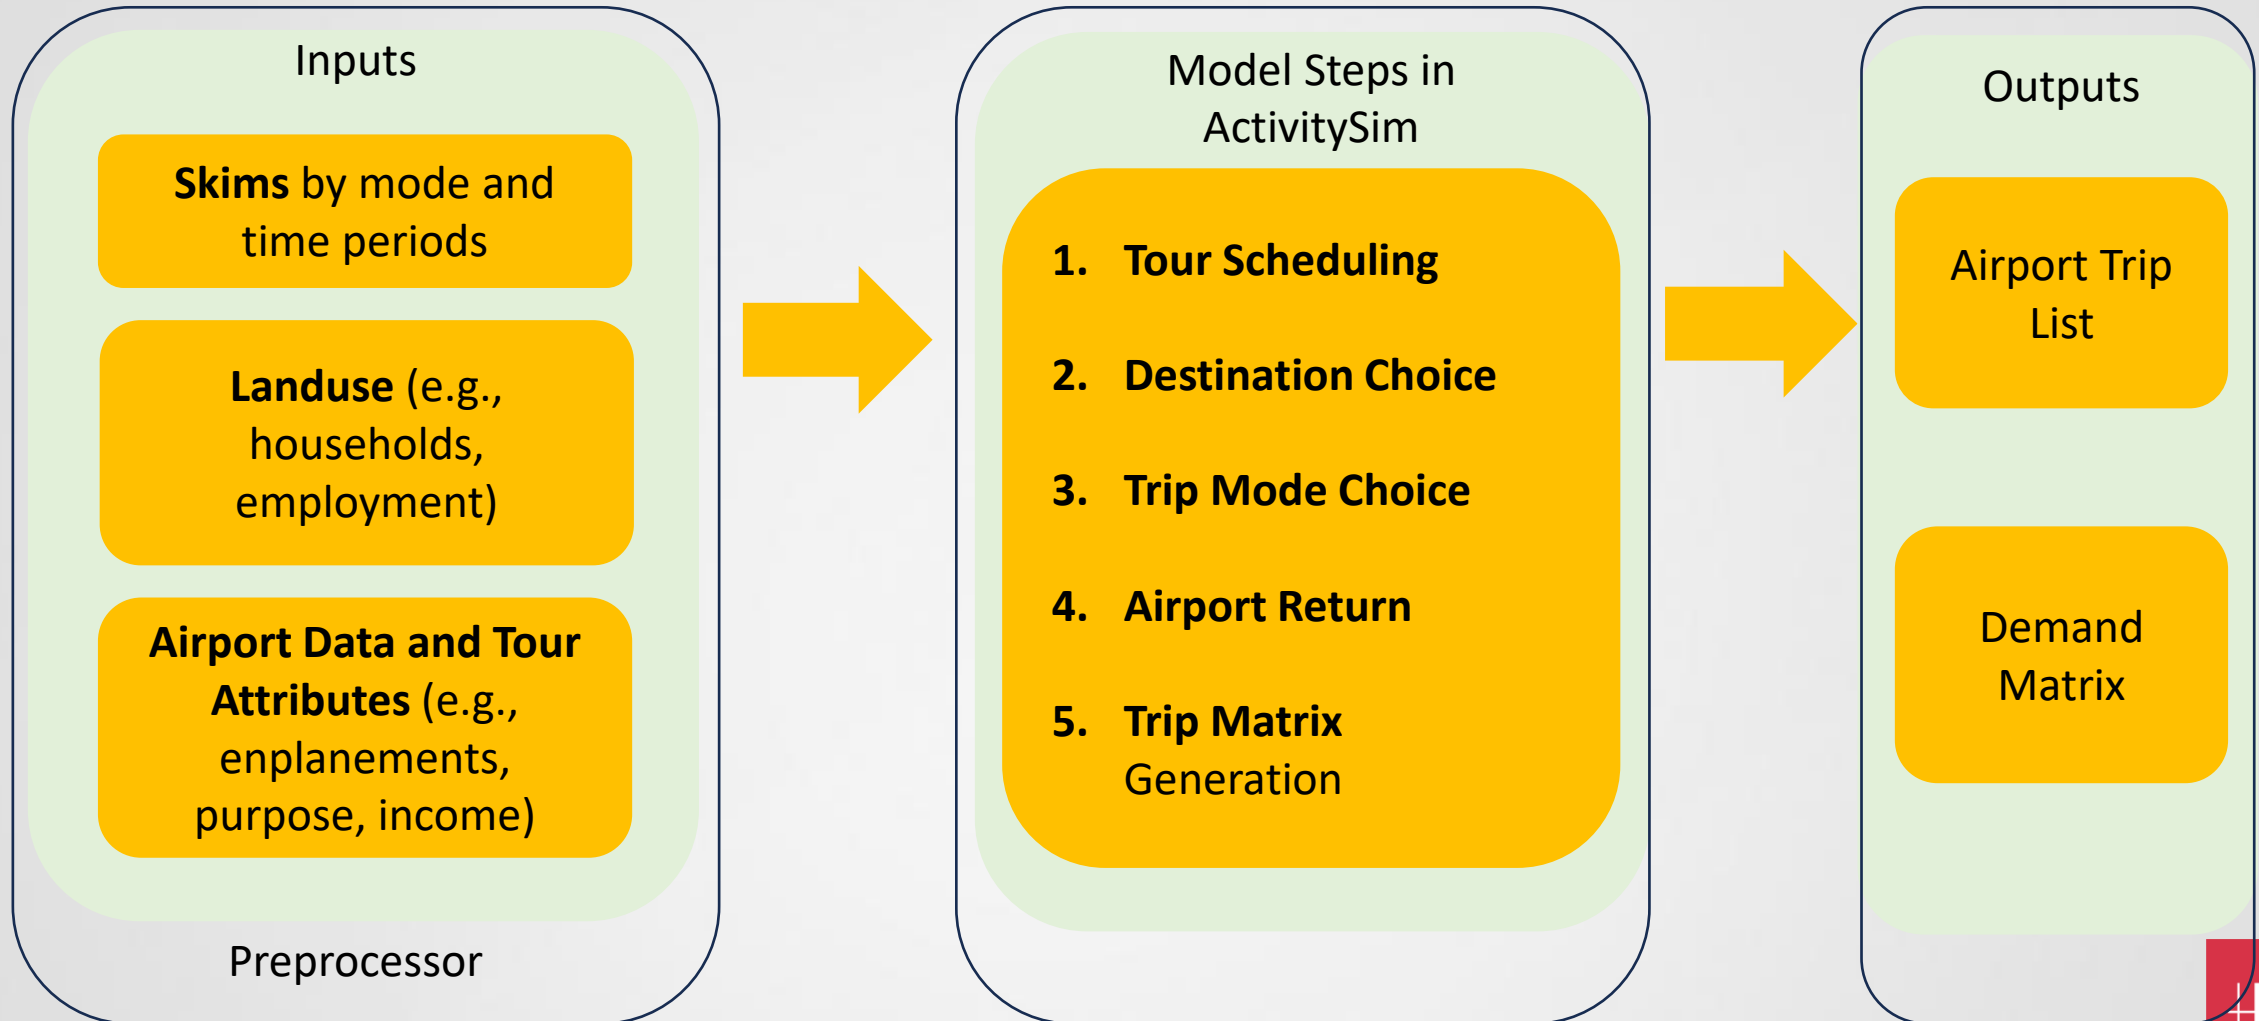 Inputs
Skims by mode and
time periods
Landuse (e.g.,
households,
employment)
Airport Data and Tour
Attributes (e.g.,
enplanements,
purpose, income)
Preprocessor
Model Steps in
ActivitySim
1. Tour Scheduling
2. Destination Choice
3. Trip Mode Choice
4. Airport Return
5. Trip Matrix
Generation
Outputs
Airport Trip
List
Demand
Matrix